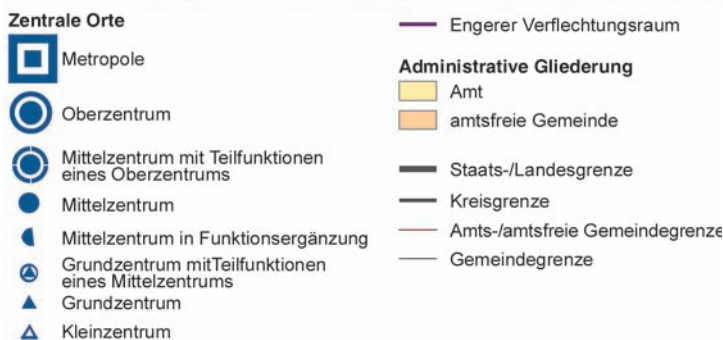 Zentrale Orte
Metropole
Oberzentrum
Mittelzentrum mit Teilfunktionen
eines Oberzentrums
Mittelzentrum
Mittelzentrum in Funktionsergänzung
Grundzentrum mitTeilfunktionen
eines Mittelzentrums
Grundzentrum
Kleinzentrum
Engerer Verflechtungsraum
Administrative Gliederung
Amt
amtsfreie Gemeinde
Staats-/Landesgrenze
Kreisgrenze
Amts-/amtsfreie Gemeindegrenze
Gemeindegrenze